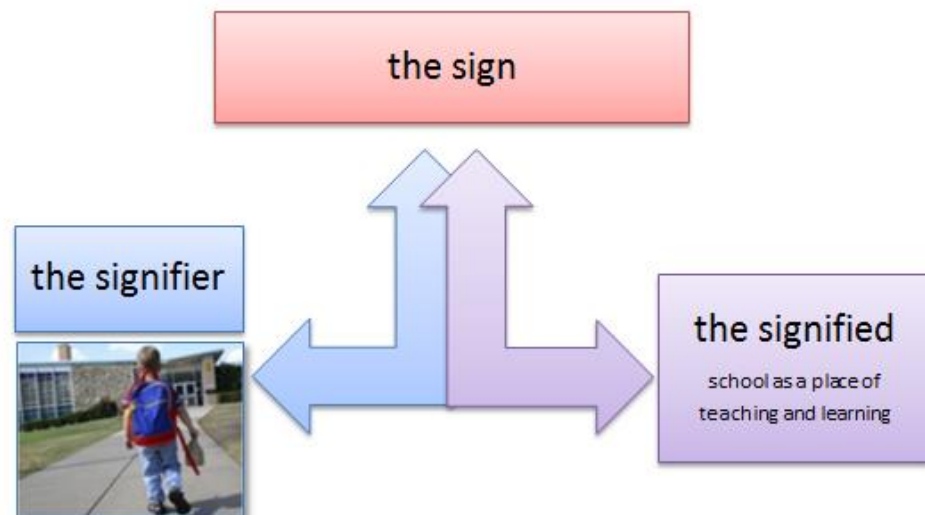 the sign
the signifier
the signified
school as a place of
teaching and learning